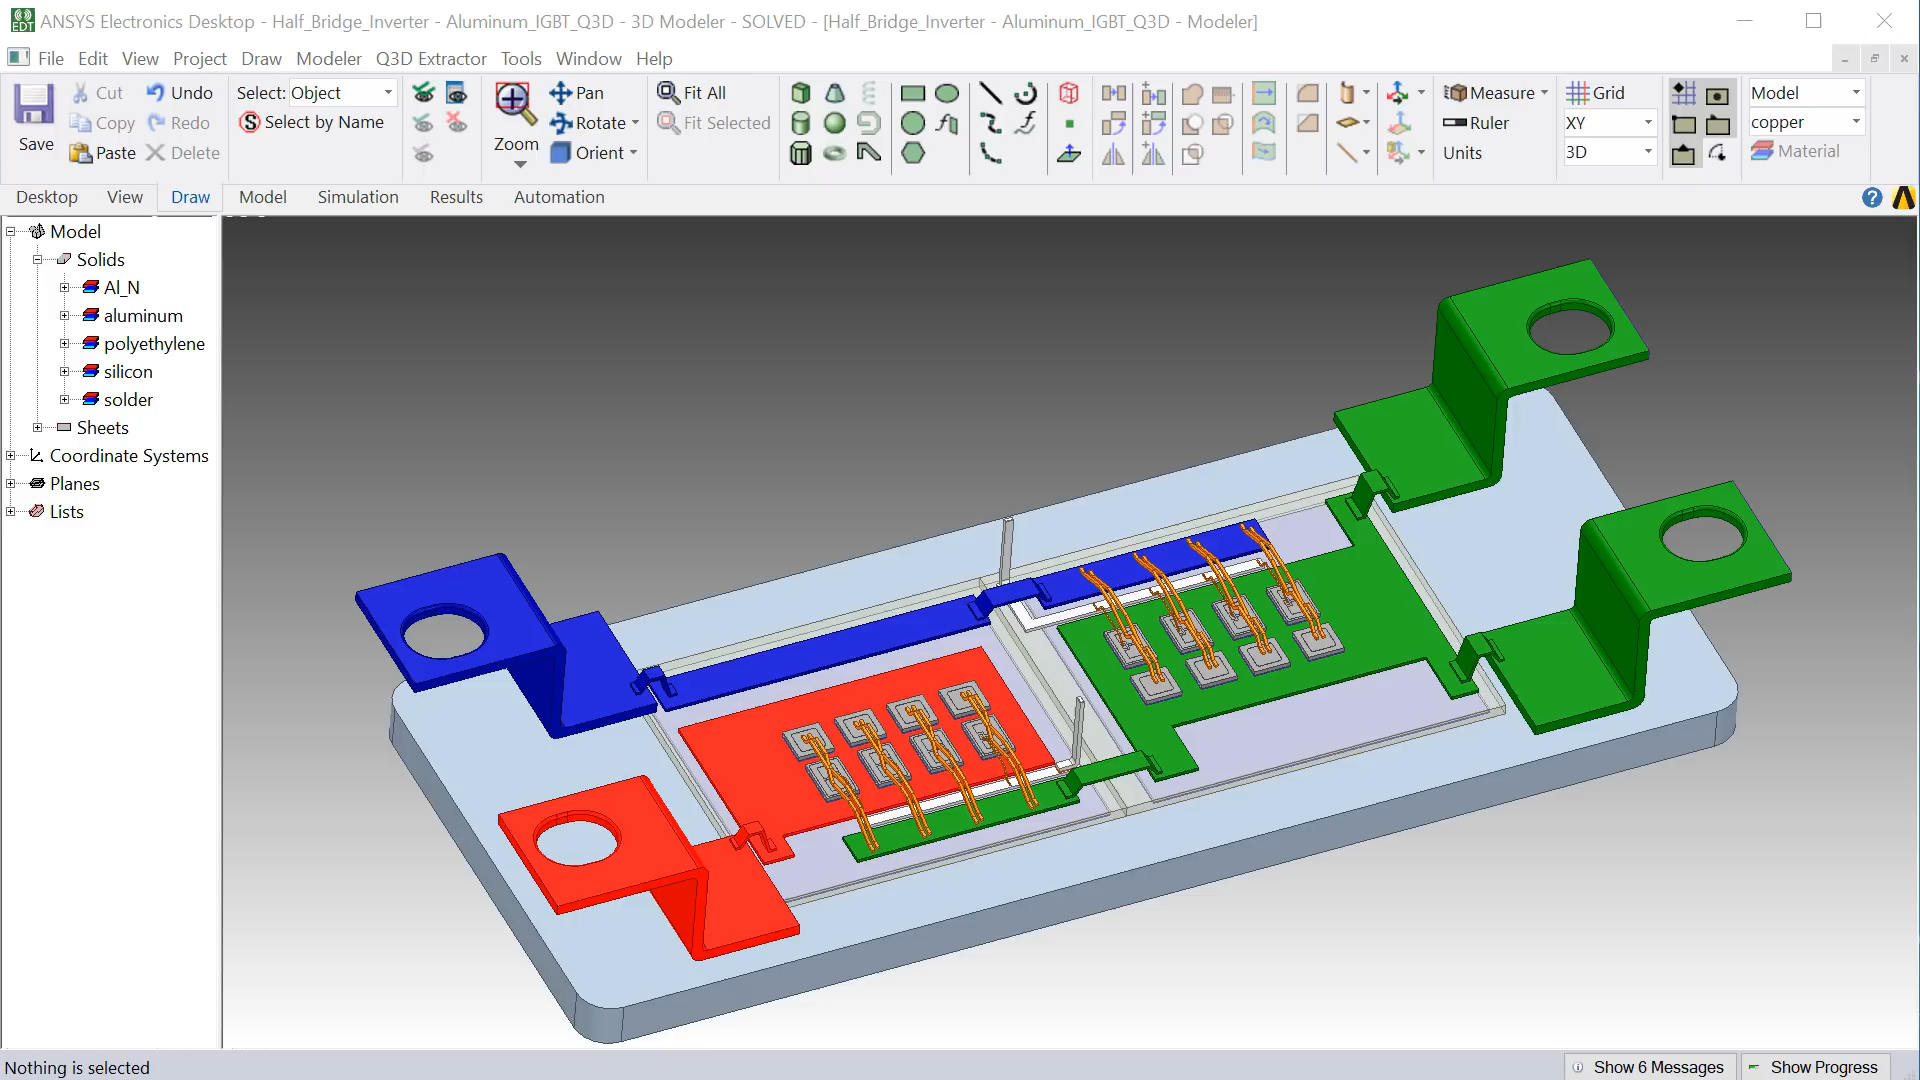 ANSYS Electronics Desktop - Half_Bridge_Inverter - Aluminum_IGBT_Q3D - 3D Modeler - SOLVED - [Half_Bridge_Inverter - Aluminum_IGBT_Q3D - Modeler]
File Edit View Project Draw Modeler Q3D Extractor Tools Window Help
Save
Cut Undo
Copy Redo
Paste Delete
Select: Object
Select by Name
Zoom
Pan
Rotate
Orient
Fit All
Fit Selected
Measure
Ruler
Units
Grid
XY
3D
Model
copper
Material
Desktop View Draw Model Simulation Results Automation
Model
Solids
Al_N
aluminum
polyethylene
silicon
solder
Sheets
Coordinate Systems
Planes
Lists
Nothing is selected
Show 6 Messages
Show Progress